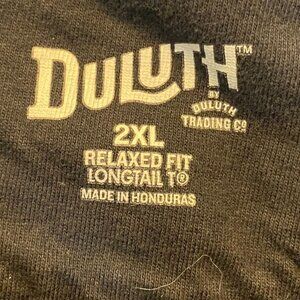 DULUTH™
BY
DULUTH
TRADING CO
2XL
RELAXED FIT
LONGTAIL T®
MADE IN HONDURAS